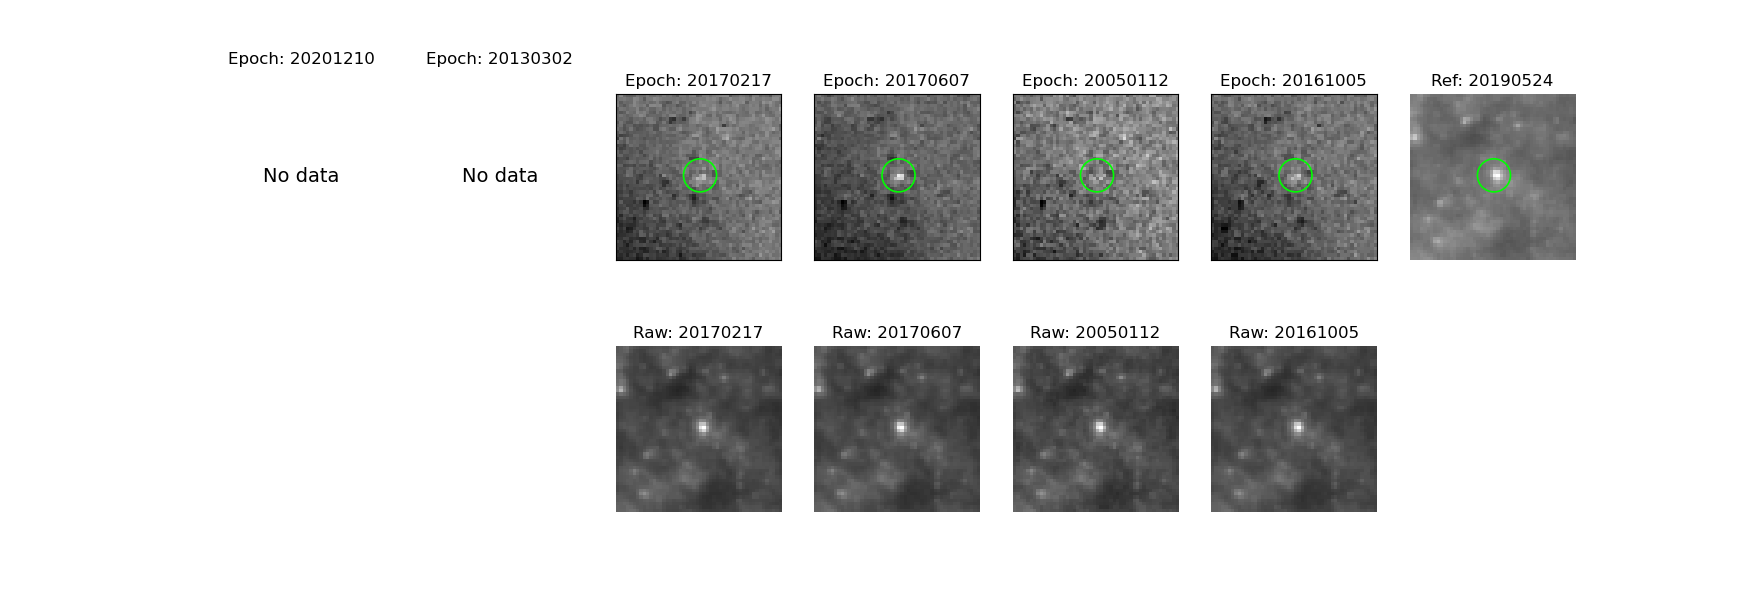 Epoch: 20201210
Epoch: 20130302
Epoch: 20170217
Epoch: 20170607
Epoch: 20050112
Epoch: 20161005
Ref: 20190524
No data
No data
Raw: 20170217
Raw: 20170607
Raw: 20050112
Raw: 20161005